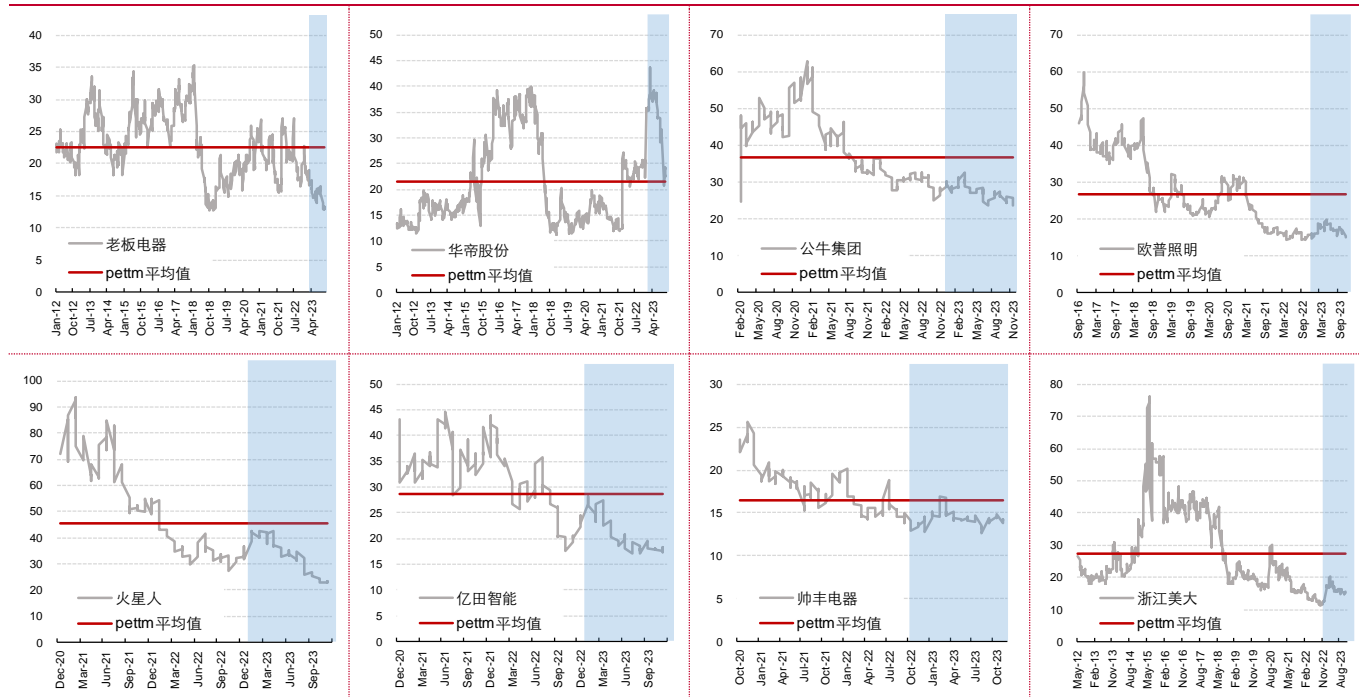 40
35
30
25
20
15
10
5
0
老板电器
pettm平均值
Jan-12
Oct-12
Jul-13
Apr-14
Jan-15
Oct-15
Jul-16
Apr-17
Jan-18
Oct-18
Jul-19
Apr-20
Jan-21
Oct-21
Jul-22
Apr-23
50
45
40
35
30
25
20
15
10
5
0
华帝股份
pettm平均值
Jan-12
Oct-12
Jul-13
Apr-14
Jan-15
Oct-15
Jul-16
Apr-17
Jan-18
Oct-18
Jul-19
Apr-20
Jan-21
Oct-21
Jul-22
Apr-23
70
60
50
40
30
20
10
0
公牛集团
pettm平均值
Feb-20
May-20
Aug-20
Nov-20
Feb-21
May-21
Aug-21
Nov-21
Feb-22
May-22
Aug-22
Nov-22
Feb-23
May-23
Aug-23
Nov-23
70
60
50
40
30
20
10
0
欧普照明
pettm平均值
Sep-16
Mar-17
Sep-17
Mar-18
Sep-18
Mar-19
Sep-19
Mar-20
Sep-20
Mar-21
Sep-21
Mar-22
Sep-22
Mar-23
Sep-23
100
90
80
70
60
50
40
30
20
10
0
火星人
pettm平均值
Dec-20
Mar-21
Jun-21
Sep-21
Dec-21
Mar-22
Jun-22
Sep-22
Dec-22
Mar-23
Jun-23
Sep-23
50
45
40
35
30
25
20
15
10
5
0
亿田智能
pettm平均值
Dec-20
Mar-21
Jun-21
Sep-21
Dec-21
Mar-22
Jun-22
Sep-22
Dec-22
Mar-23
Jun-23
Sep-23
30
25
20
15
10
5
0
帅丰电器
pettm平均值
Oct-20
Jan-21
Apr-21
Jul-21
Oct-21
Jan-22
Apr-22
Jul-22
Oct-22
Jan-23
Apr-23
Jul-23
Oct-23
80
70
60
50
40
30
20
10
0
浙江美大
pettm平均值
May-12
Feb-13
Nov-13
Aug-14
May-15
Feb-16
Nov-16
Aug-17
May-18
Feb-19
Nov-19
Aug-20
May-21
Feb-22
Nov-22
Aug-23